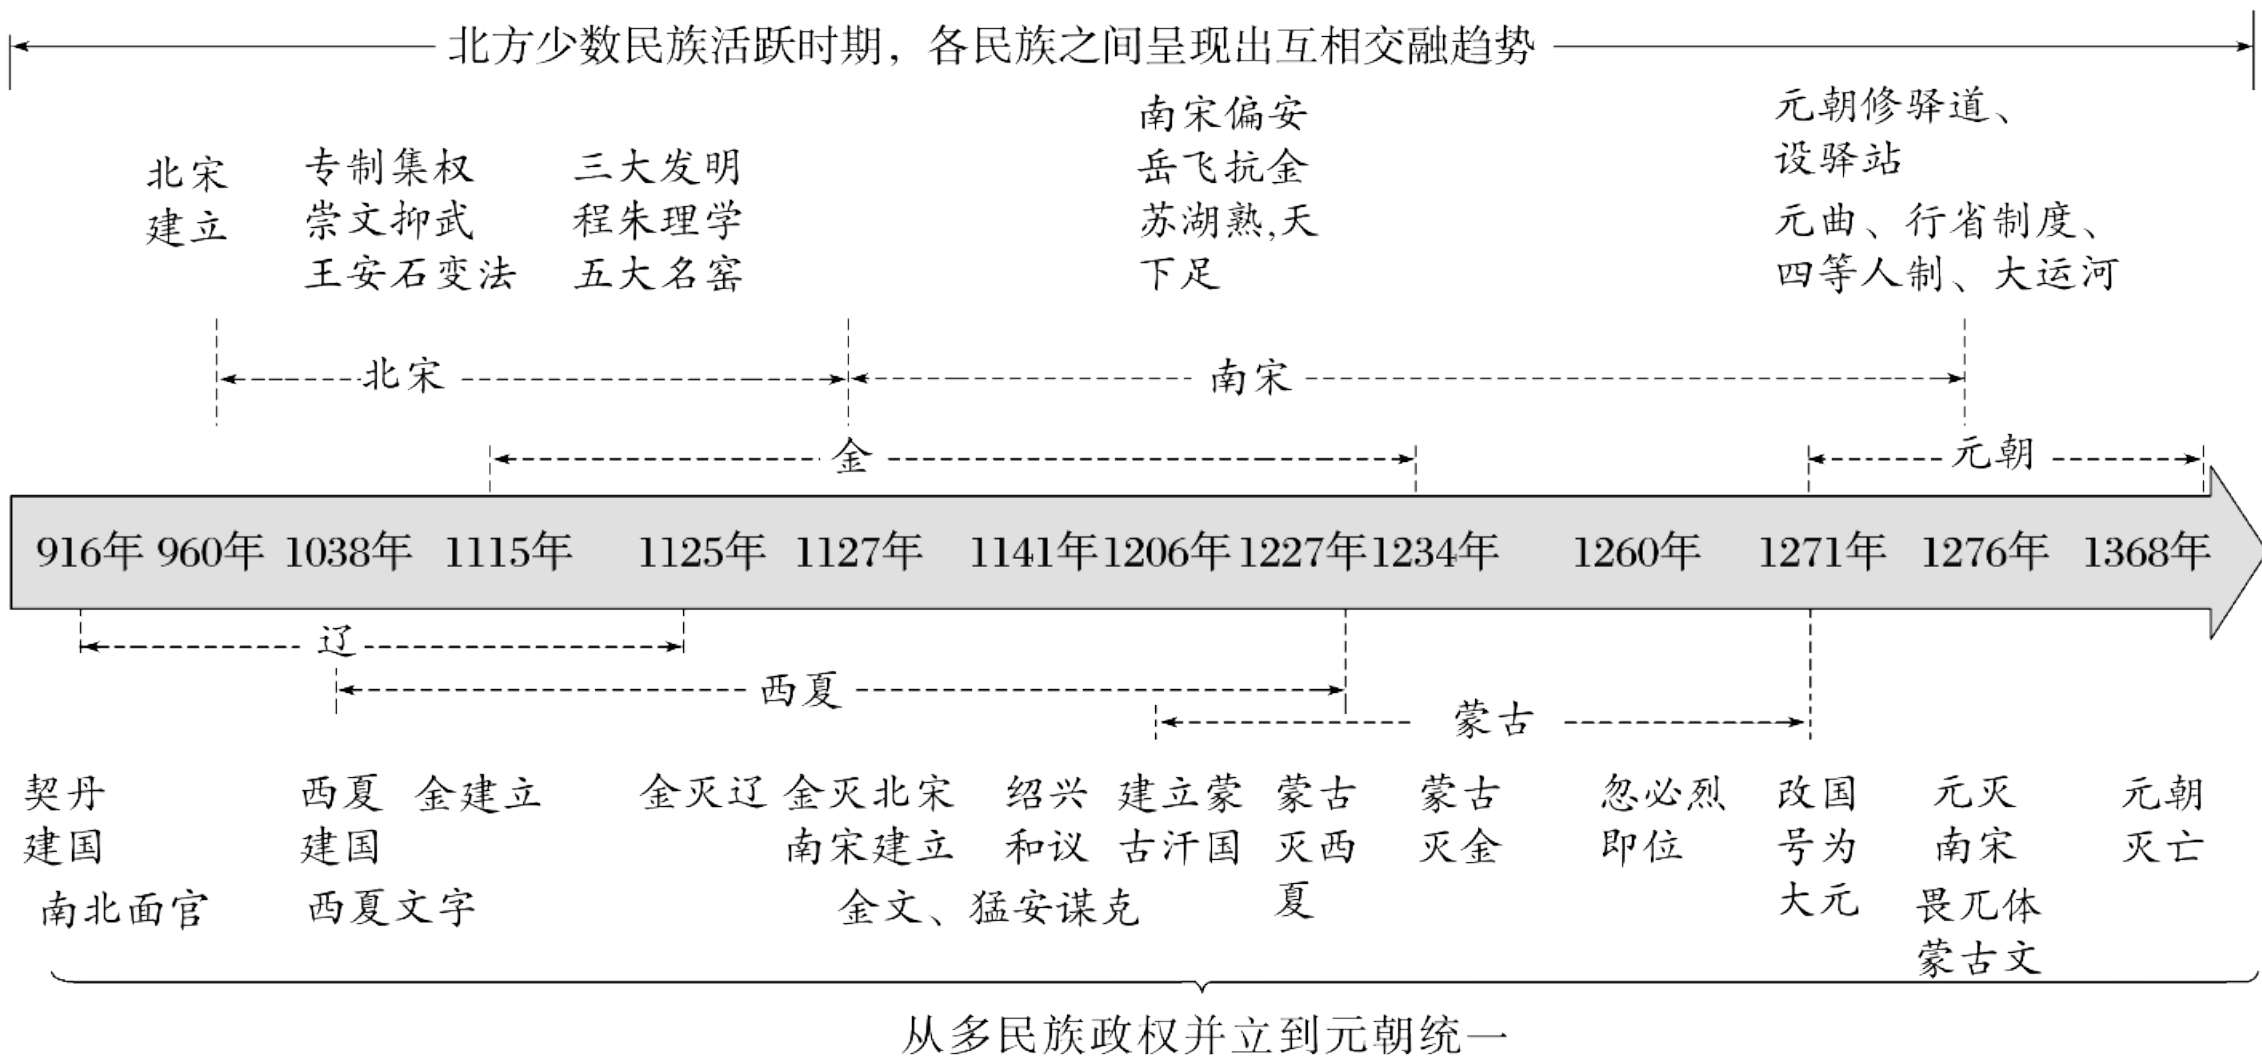 北方少数民族活跃时期，各民族之间呈现出互相交融趋势
北宋
建立
专制集权
崇文抑武
王安石变法
三大发明
程朱理学
五大名窑
南宋偏安
岳飞抗金
苏湖熟,天
下足
元朝修驿道、
设驿站
元曲、行省制度、
四等人制、大运河
北宋
南宋
金
元朝
916年 960年 1038年 1115年 1125年 1127年 1141年 1206年 1227年 1234年 1260年 1271年 1276年 1368年
辽
西夏
蒙古
契丹
建国
南北面官
西夏
建国
西夏文字
金建立
金灭辽
金灭北宋
南宋建立
金文、猛安谋克
绍兴
和议
建立蒙
古汗国
蒙古
灭西
夏
蒙古
灭金
忽必烈
即位
改国
号为
大元
元灭
南宋
畏兀体
蒙古文
元朝
灭亡
从多民族政权并立到元朝统一